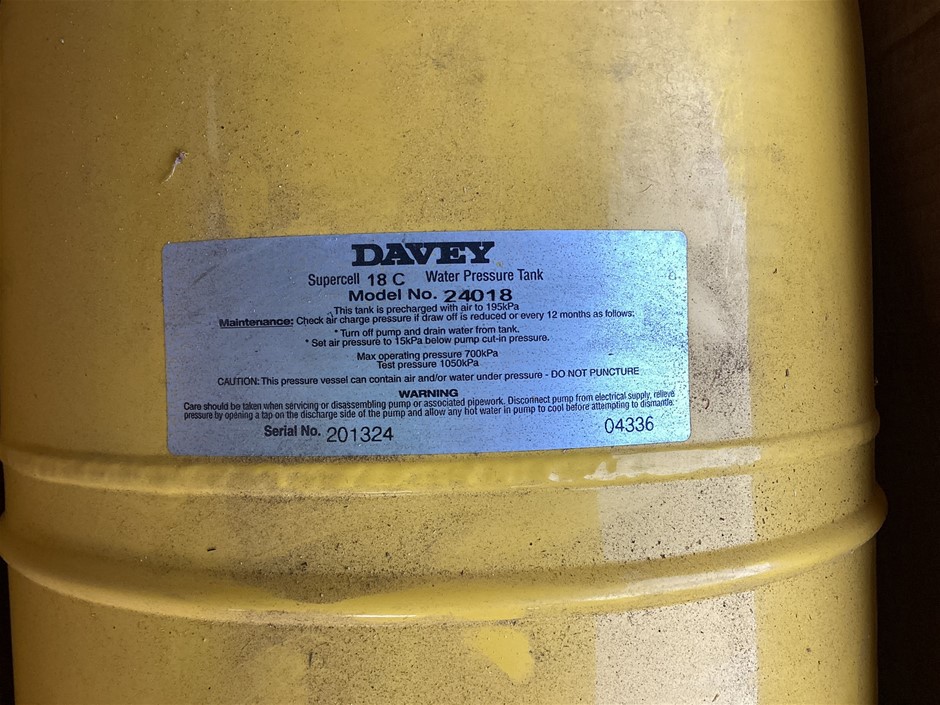 DAVEY
Supercell 18 C Water Pressure Tank
Model No. 24018
This tank is precharged with air to 195kPa
Maintenance: Check air charge pressure if draw off is reduced or every 12 months as follows:
* Turn off pump and drain water from tank.
* Set air pressure to 15kPa below pump cut-in pressure.
Max operating pressure 700kPa
Test pressure 1050kPa
CAUTION: This pressure vessel can contain air and/or water under pressure - DO NOT PUNCTURE
WARNING
Care should be taken when servicing or disassembling pump or associated pipework. Disconnect pump from electrical supply, relieve
pressure by opening a tap on the discharge side of the pump and allow any hot water in pump to cool before attempting to dismantle.
Serial No. 201324 04336